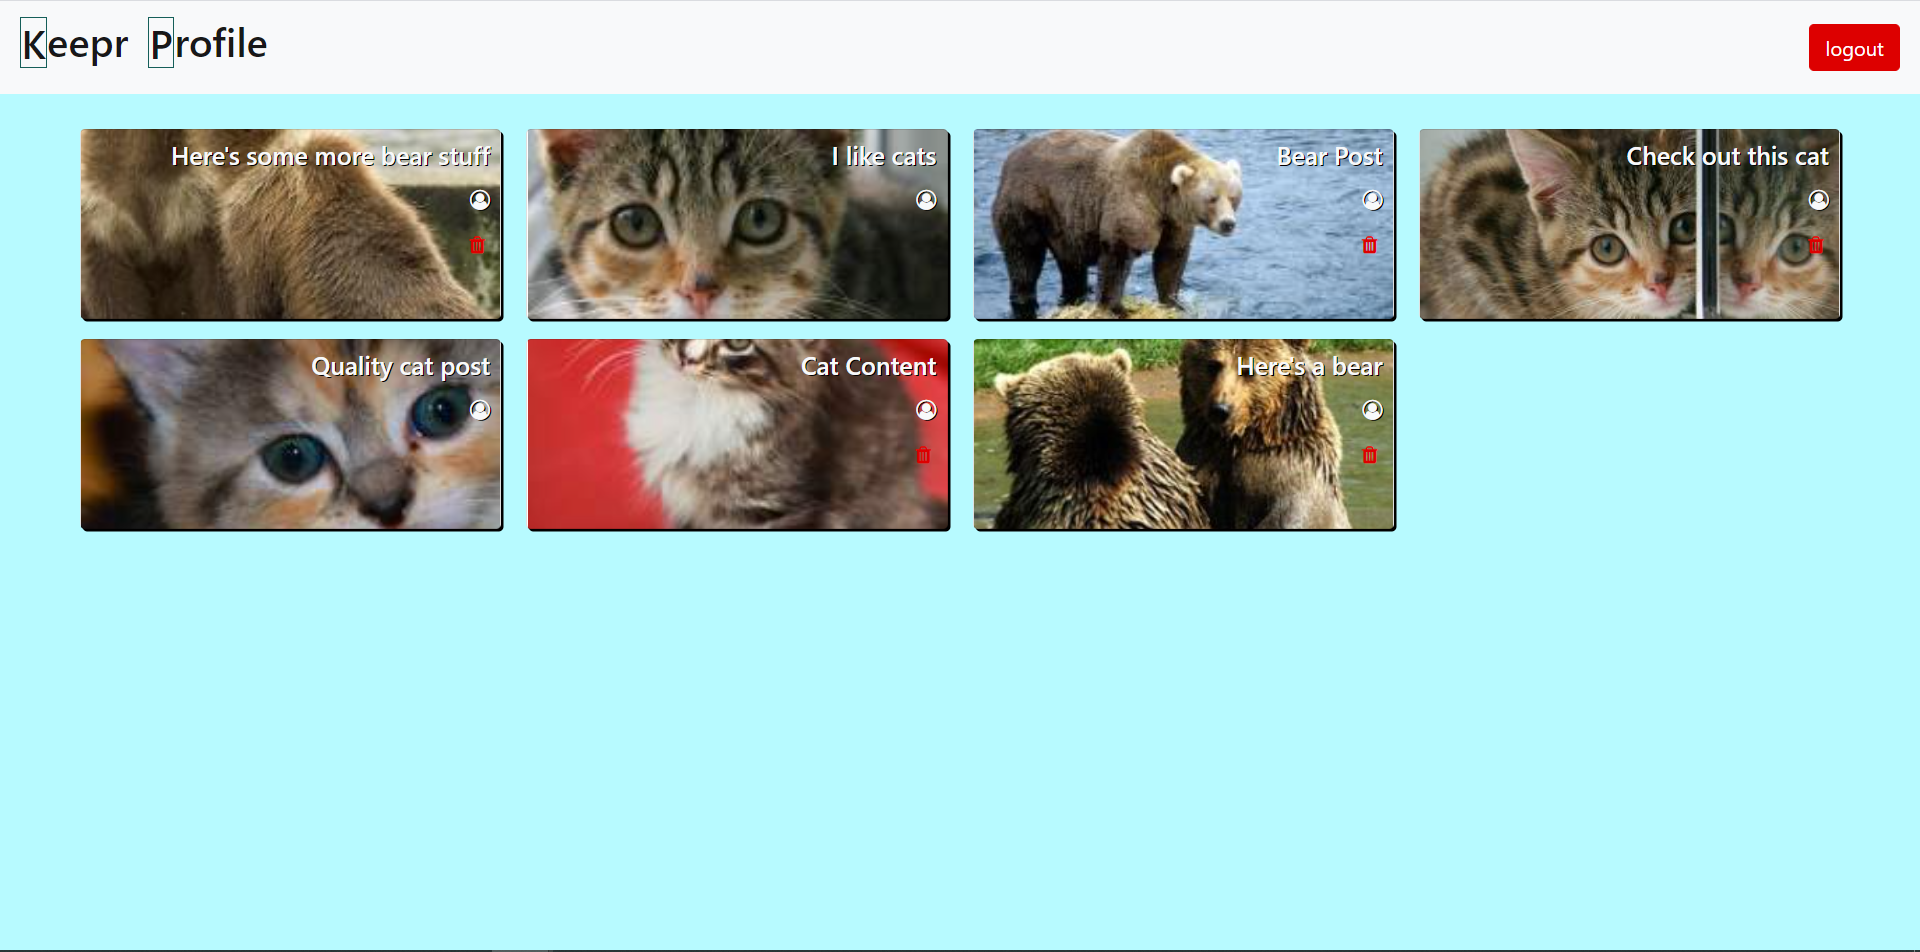 Keepr Profile
logout
Here's some more bear stuff
I like cats
Bear Post
Check out this cat
Quality cat post
Cat Content
Here's a bear